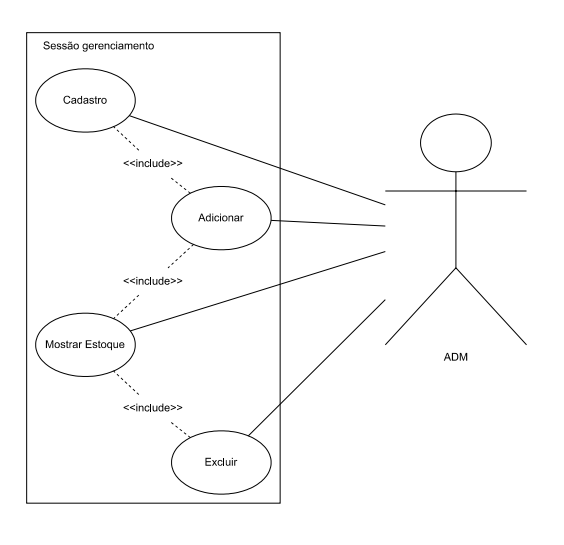 Sessão gerenciamento
Cadastro
<<include>>
Adicionar
<<include>>
Mostrar Estoque
ADM
<<include>>
Excluir